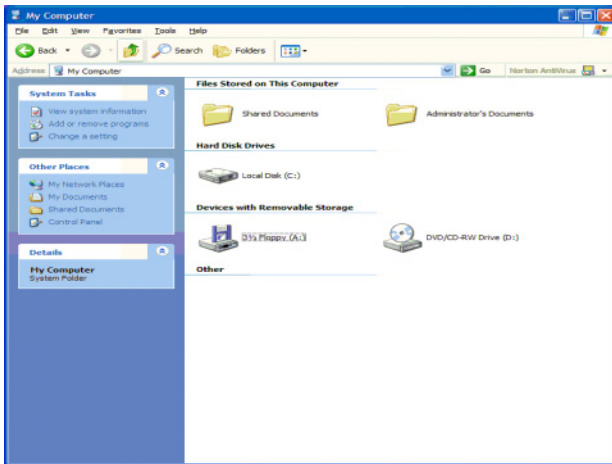 My Computer
File Edit View Favorites Tools Help
Back Search Folders
Address My Computer Go Norton AntiVirus
System Tasks
View system information
Add or remove programs
Change a setting
Other Places
My Network Places
My Documents
Shared Documents
Control Panel
Details
My Computer
System Folder
Files Stored on This Computer
Shared Documents Administrator's Documents
Hard Disk Drives
Local Disk (C:)
Devices with Removable Storage
3½ Floppy (A:) DVD/CD-RW Drive (D:)
Other